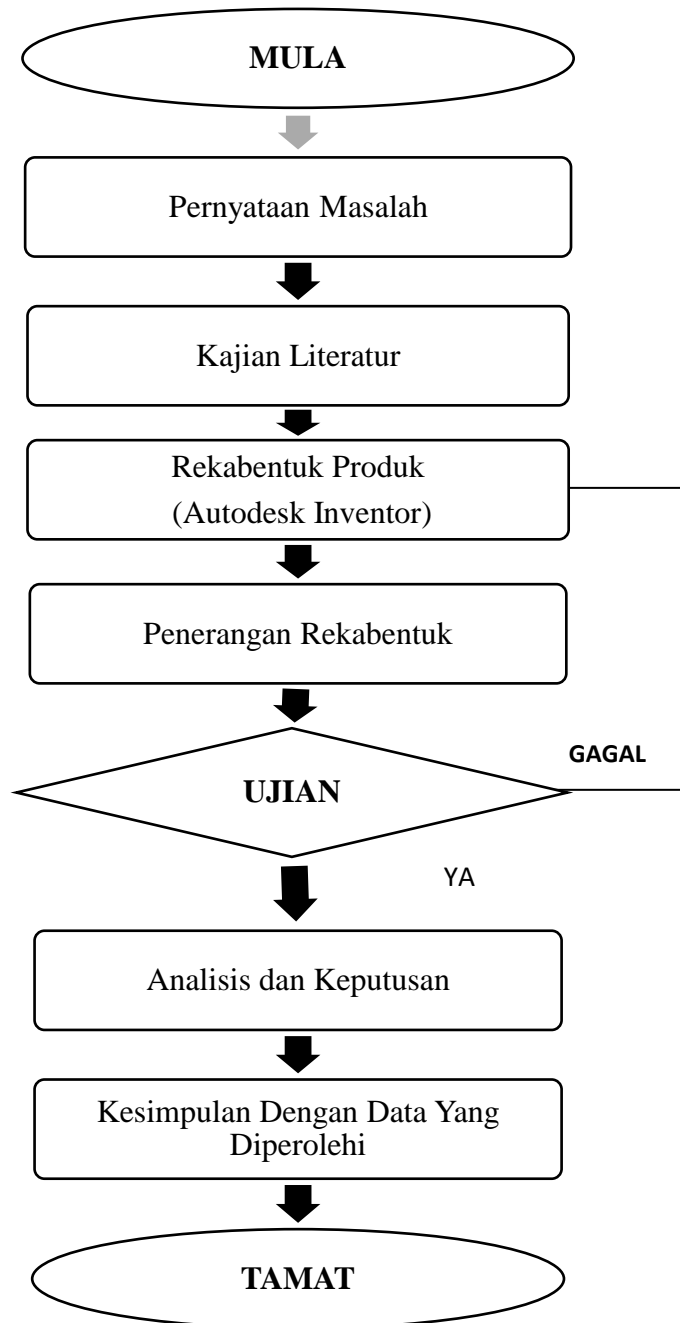 MULA
Pernyataan Masalah
Kajian Literatur
Rekabentuk Produk
(Autodesk Inventor)
Penerangan Rekabentuk
UJIAN
GAGAL
YA
Analisis dan Keputusan
Kesimpulan Dengan Data Yang
Diperolehi
TAMAT